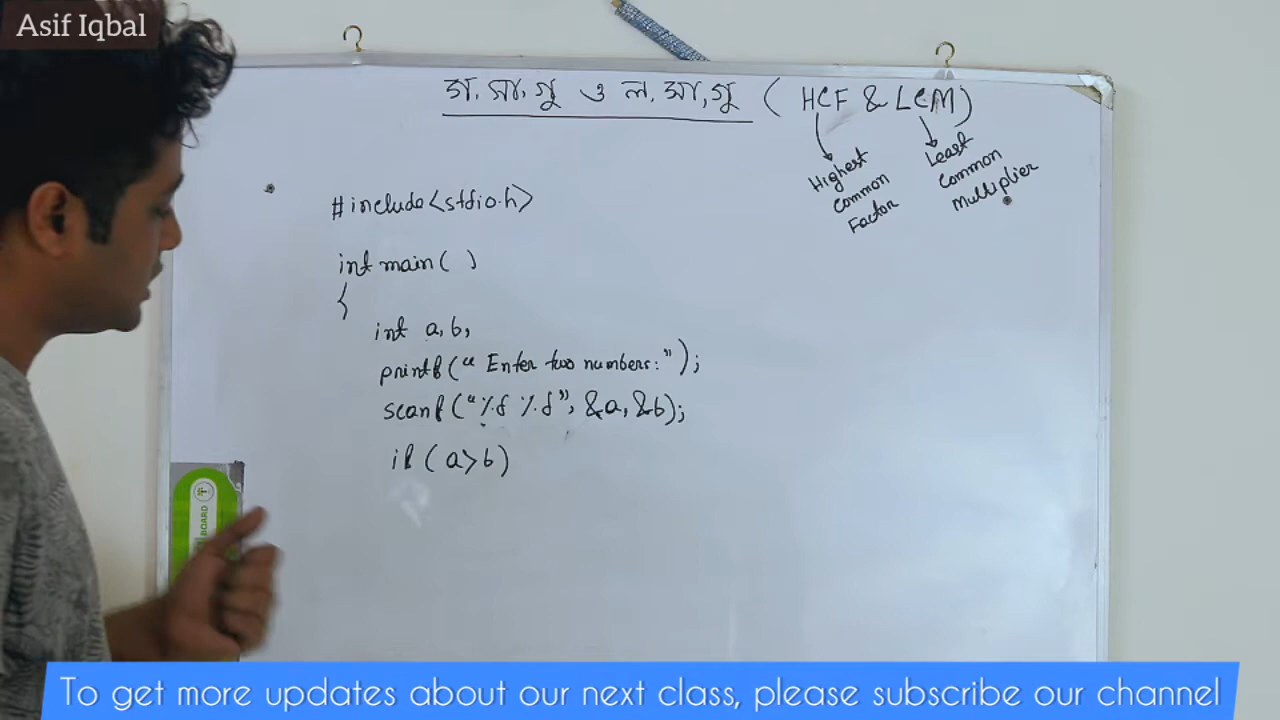 Asif Iqbal
গ.সা.গু ও ল.সা.গু ( HCF & LCM )
Highest
Common
Factor
Least
Common
Multiplier
#include<stdio.h>
int main( )
{
int a, b,
printf(“ Enter two numbers:”);
scanf(“%d %d”, &a, &b);
if ( a>b)
BOARD
To get more updates about our next class, please subscribe our channel